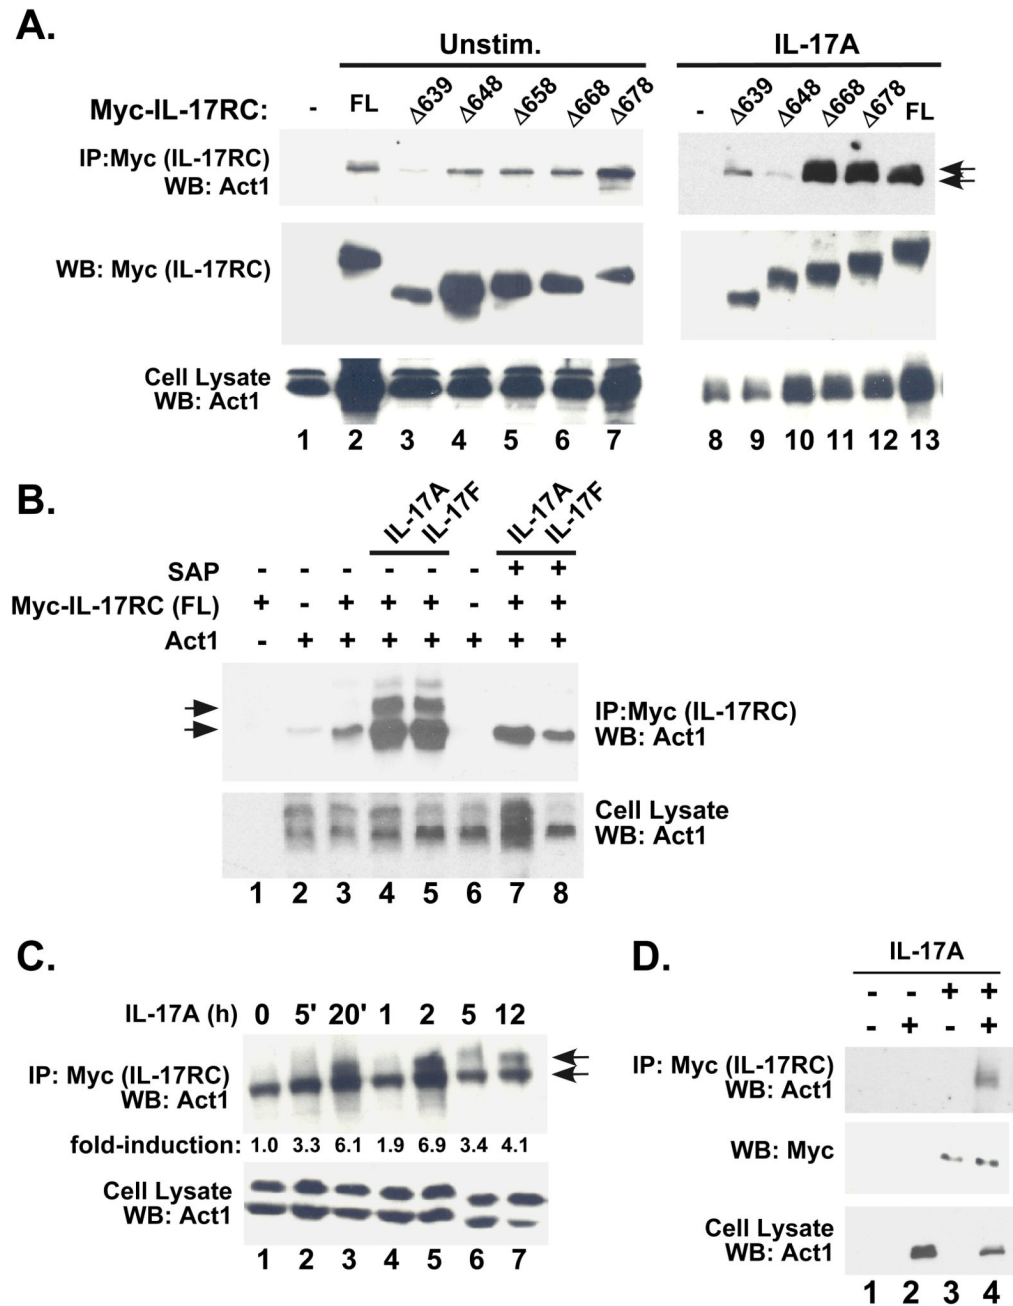 A.
Unstim. IL-17A
Myc-IL-17RC: - FL Δ639 Δ648 Δ658 Δ668 Δ678 - Δ639 Δ648 Δ668 Δ678 FL
IP:Myc (IL-17RC)
WB: Act1
WB: Myc (IL-17RC)
Cell Lysate
WB: Act1
1 2 3 4 5 6 7 8 9 10 11 12 13
B.
IL-17A IL-17F IL-17A IL-17F
SAP - - - - - - + +
Myc-IL-17RC (FL) + - + + + - + +
Act1 - + + + + + + +
IP:Myc (IL-17RC)
WB: Act1
Cell Lysate
WB: Act1
1 2 3 4 5 6 7 8
C.
IL-17A (h) 0 5' 20' 1 2 5 12
IP: Myc (IL-17RC)
WB: Act1
fold-induction: 1.0 3.3 6.1 1.9 6.9 3.4 4.1
Cell Lysate
WB: Act1
1 2 3 4 5 6 7
D.
IL-17A
- - + +
- + - +
IP: Myc (IL-17RC)
WB: Act1
WB: Myc
Cell Lysate
WB: Act1
1 2 3 4